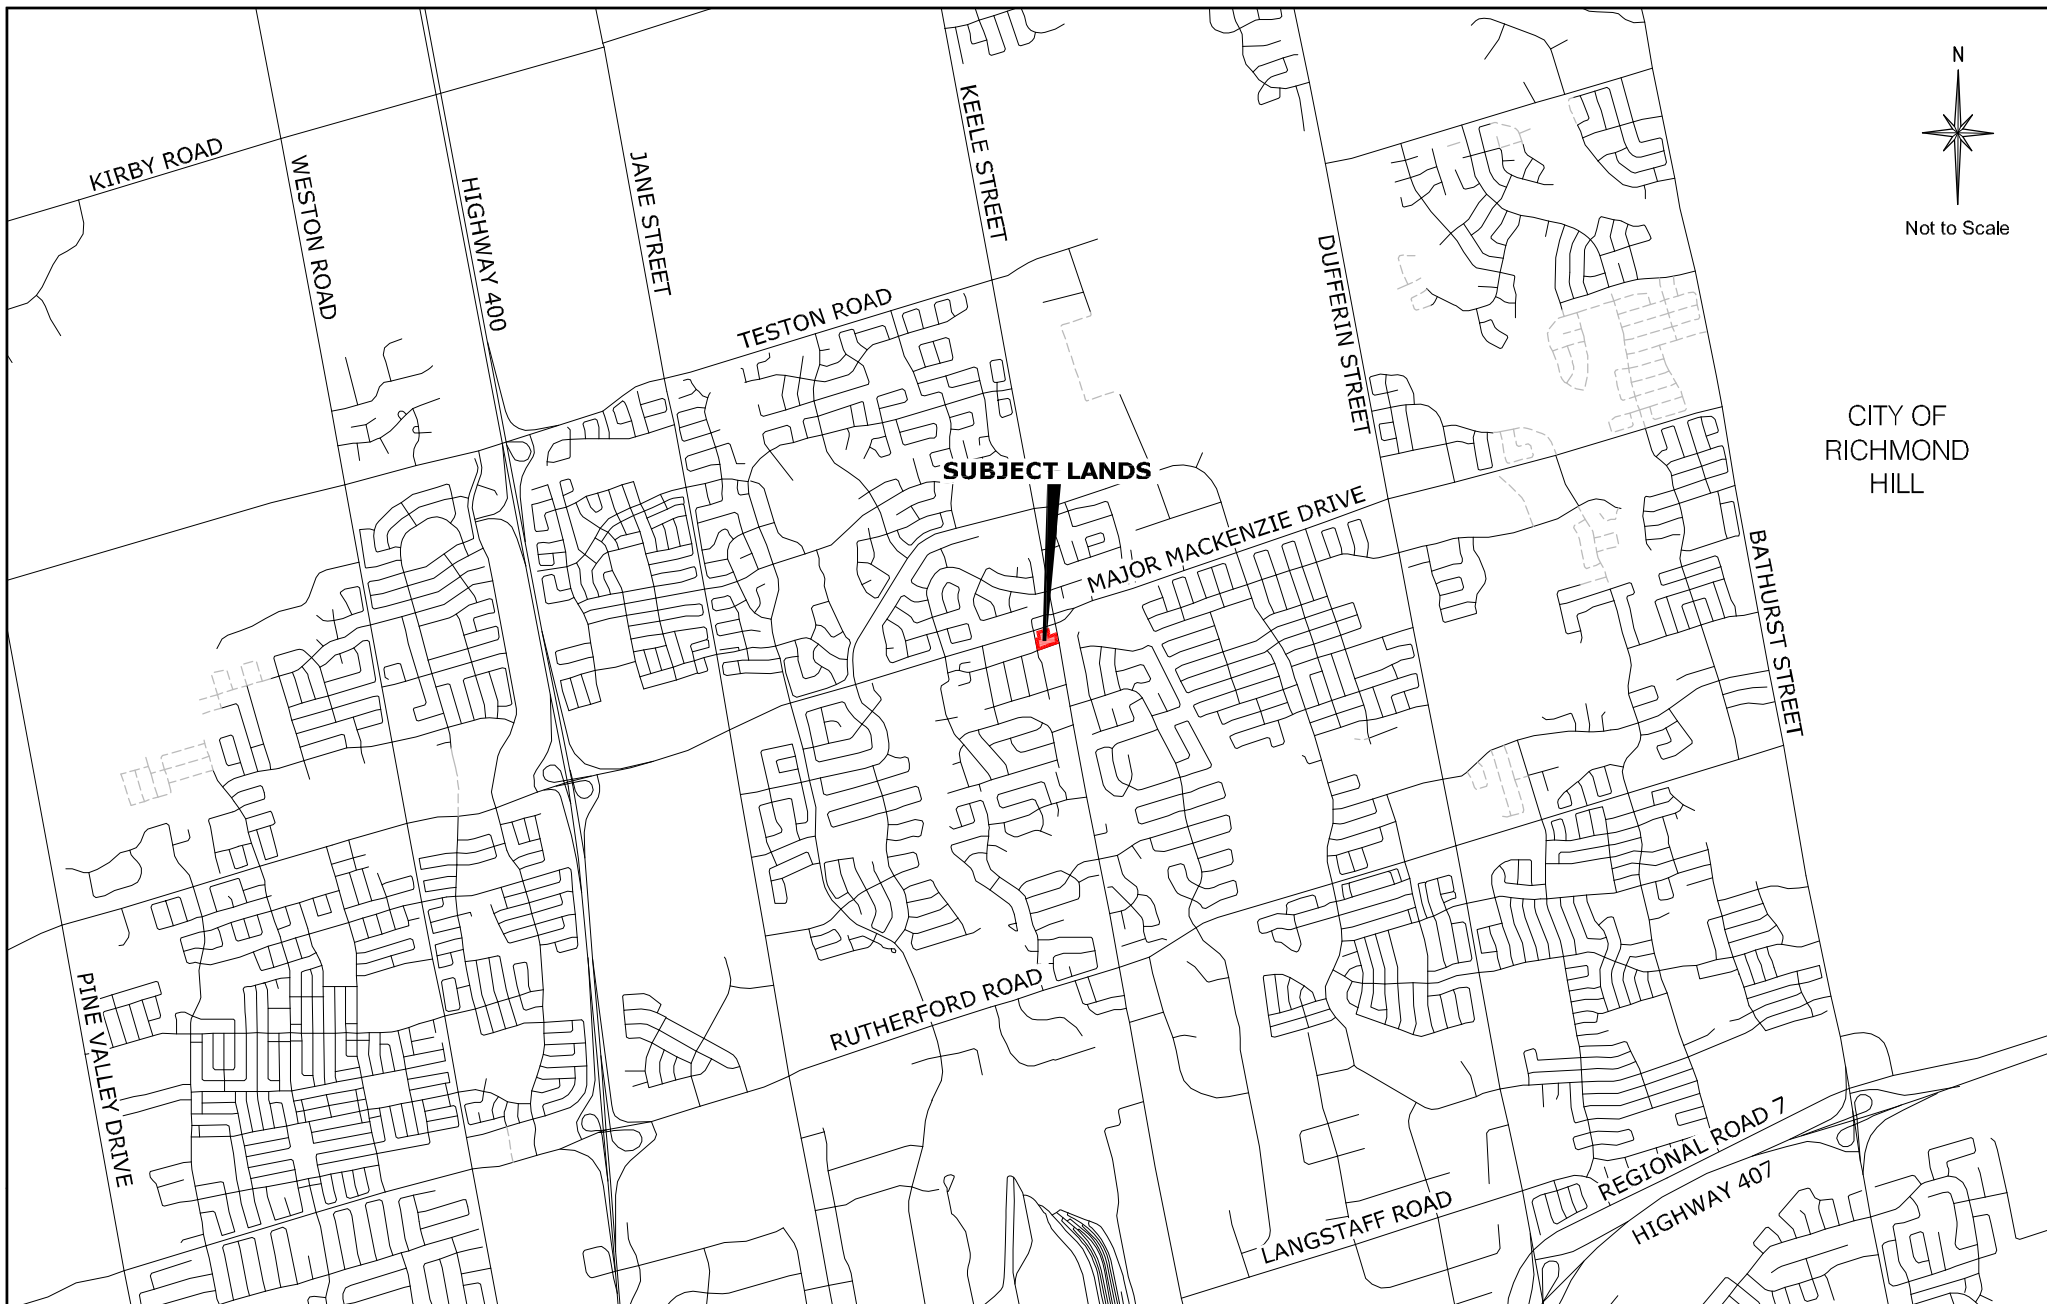 N
Not to Scale
KIRBY ROAD
WESTON ROAD
HIGHWAY 400
JANE STREET
KEELE STREET
DUFFERIN STREET
TESTON ROAD
CITY OF
RICHMOND
HILL
SUBJECT LANDS
MAJOR MACKENZIE DRIVE
BATHURST STREET
PINE VALLEY DRIVE
RUTHERFORD ROAD
LANGSTAFF ROAD
REGIONAL ROAD 7
HIGHWAY 407